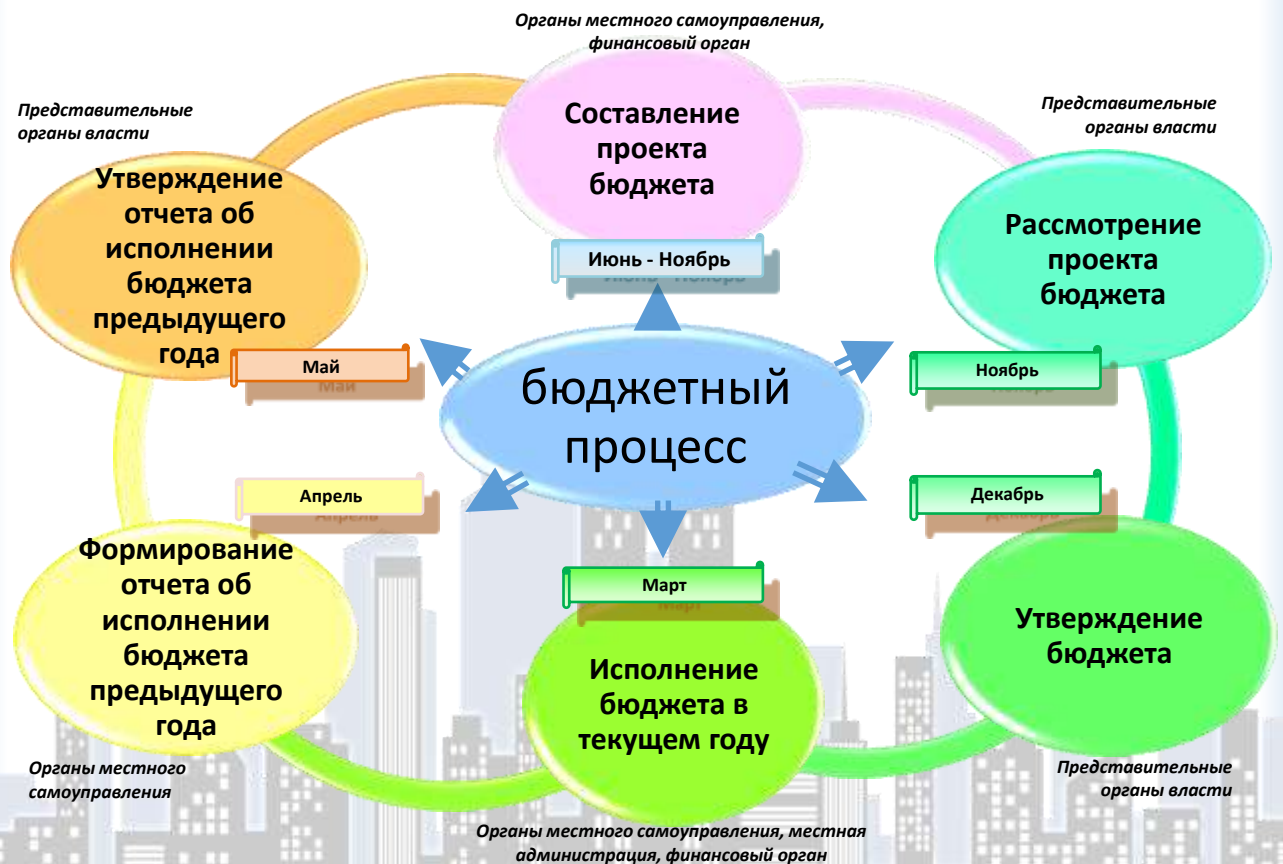 Органы местного самоуправления,
финансовый орган
Составление
проекта
бюджета
Июнь - Ноябрь
Представительные
органы власти
Рассмотрение
проекта
бюджета
Ноябрь
Декабрь
Утверждение
бюджета
Представительные
органы власти
Март
Исполнение
бюджета в
текущем году
Органы местного самоуправления, местная
администрация, финансовый орган
Апрель
Формирование
отчета об
исполнении
бюджета
предыдущего
года
Органы местного
самоуправления
Представительные
органы власти
Утверждение
отчета об
исполнении
бюджета
предыдущего
года
Май
бюджетный
процесс